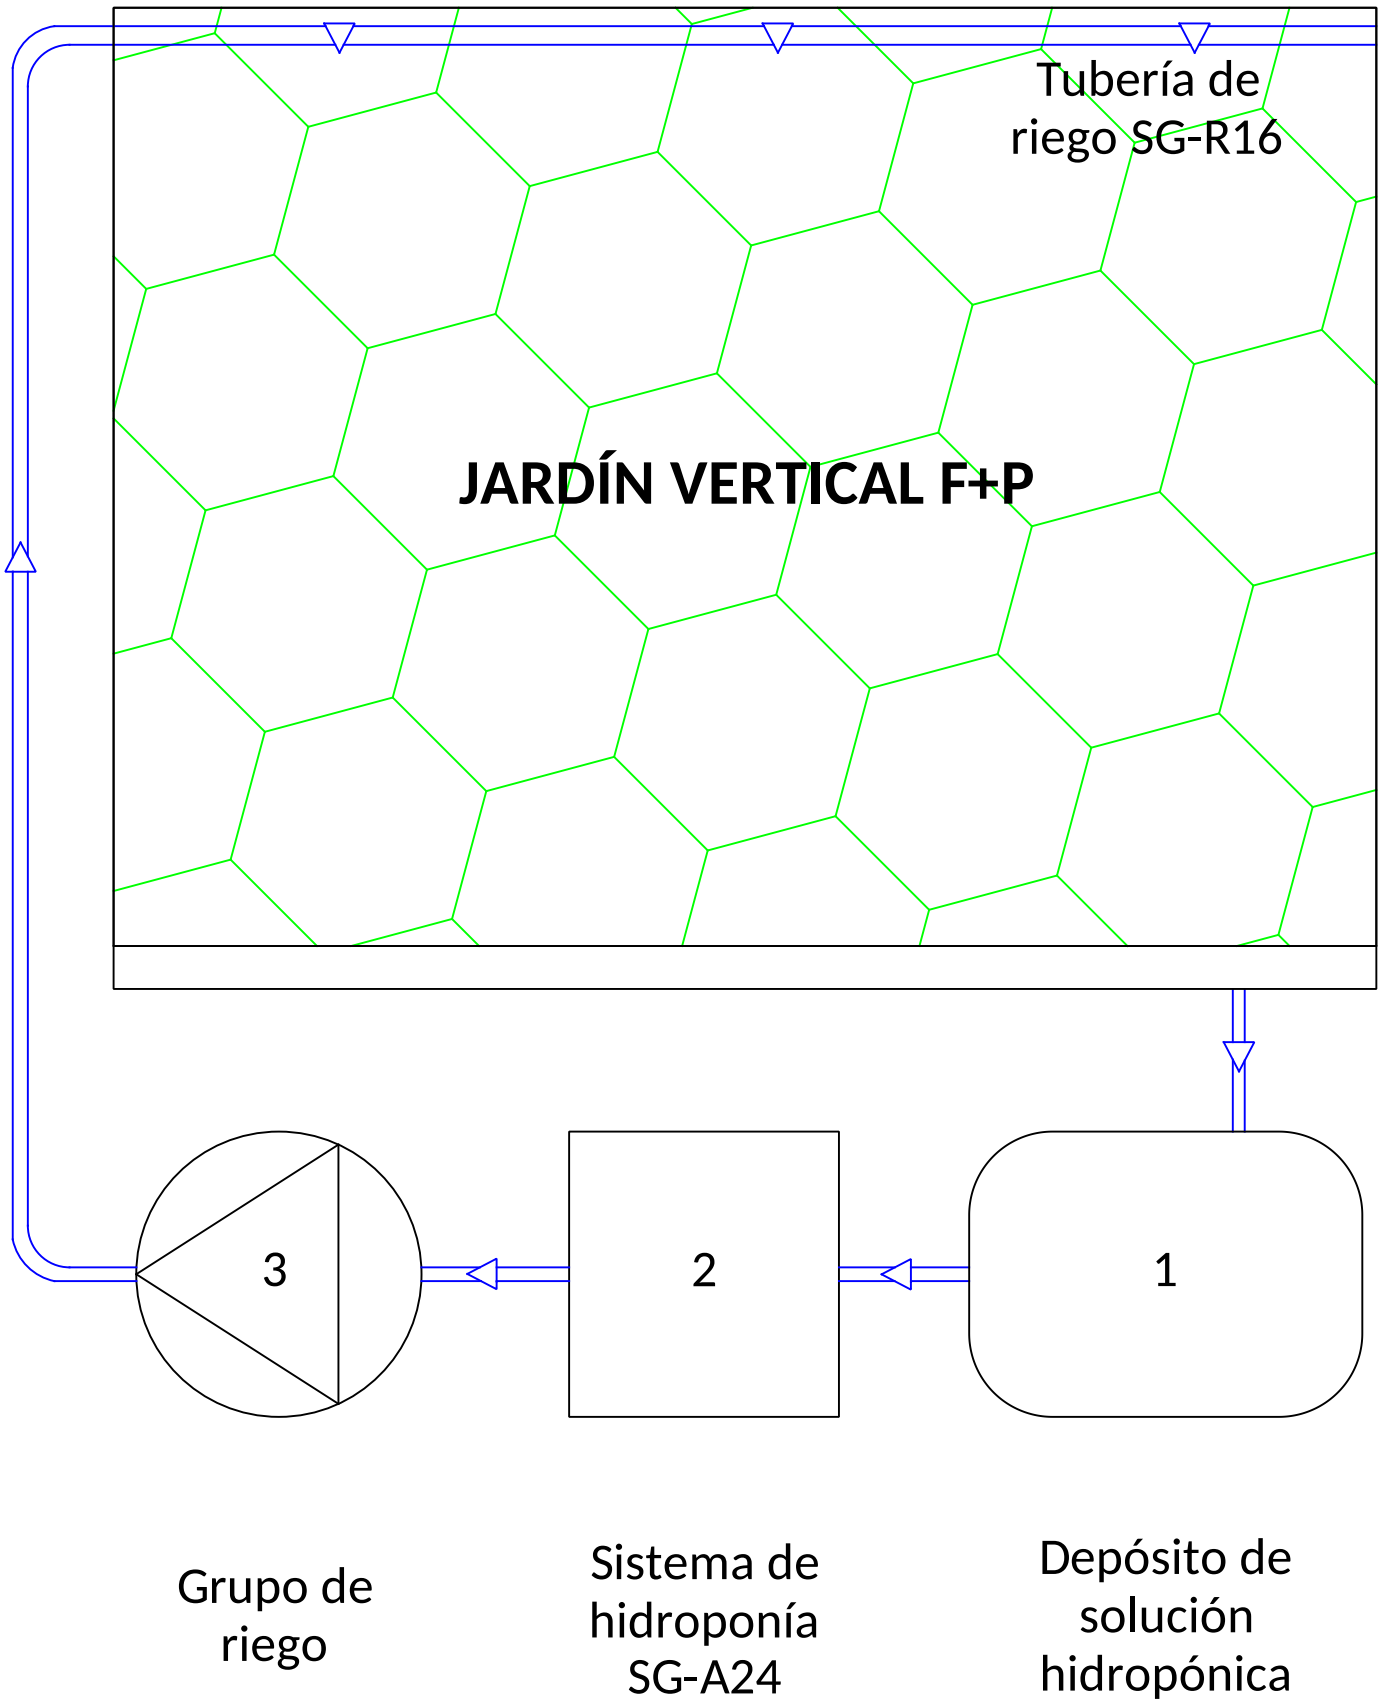 Tubería de
riego SG-R16
JARDÍN VERTICAL F+P
3
2
1
Grupo de
riego
Sistema de
hidroponía
SG-A24
Depósito de
solución
hidropónica